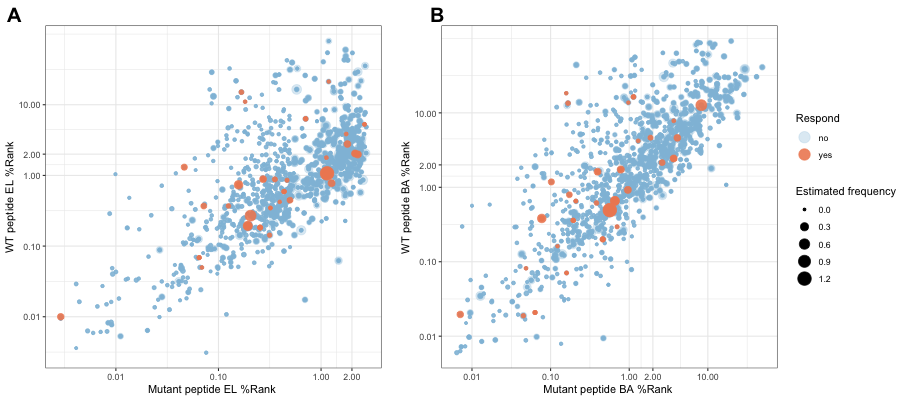 A
WT peptide EL %Rank
10.00
2.00
1.00
0.10
0.01
0.01
0.10
1.00
2.00
Mutant peptide EL %Rank
B
WT peptide BA %Rank
10.00
2.00
1.00
0.10
0.01
0.01
0.10
1.00
2.00
10.00
Mutant peptide BA %Rank
Respond
no
yes
Estimated frequency
0.0
0.3
0.6
0.9
1.2